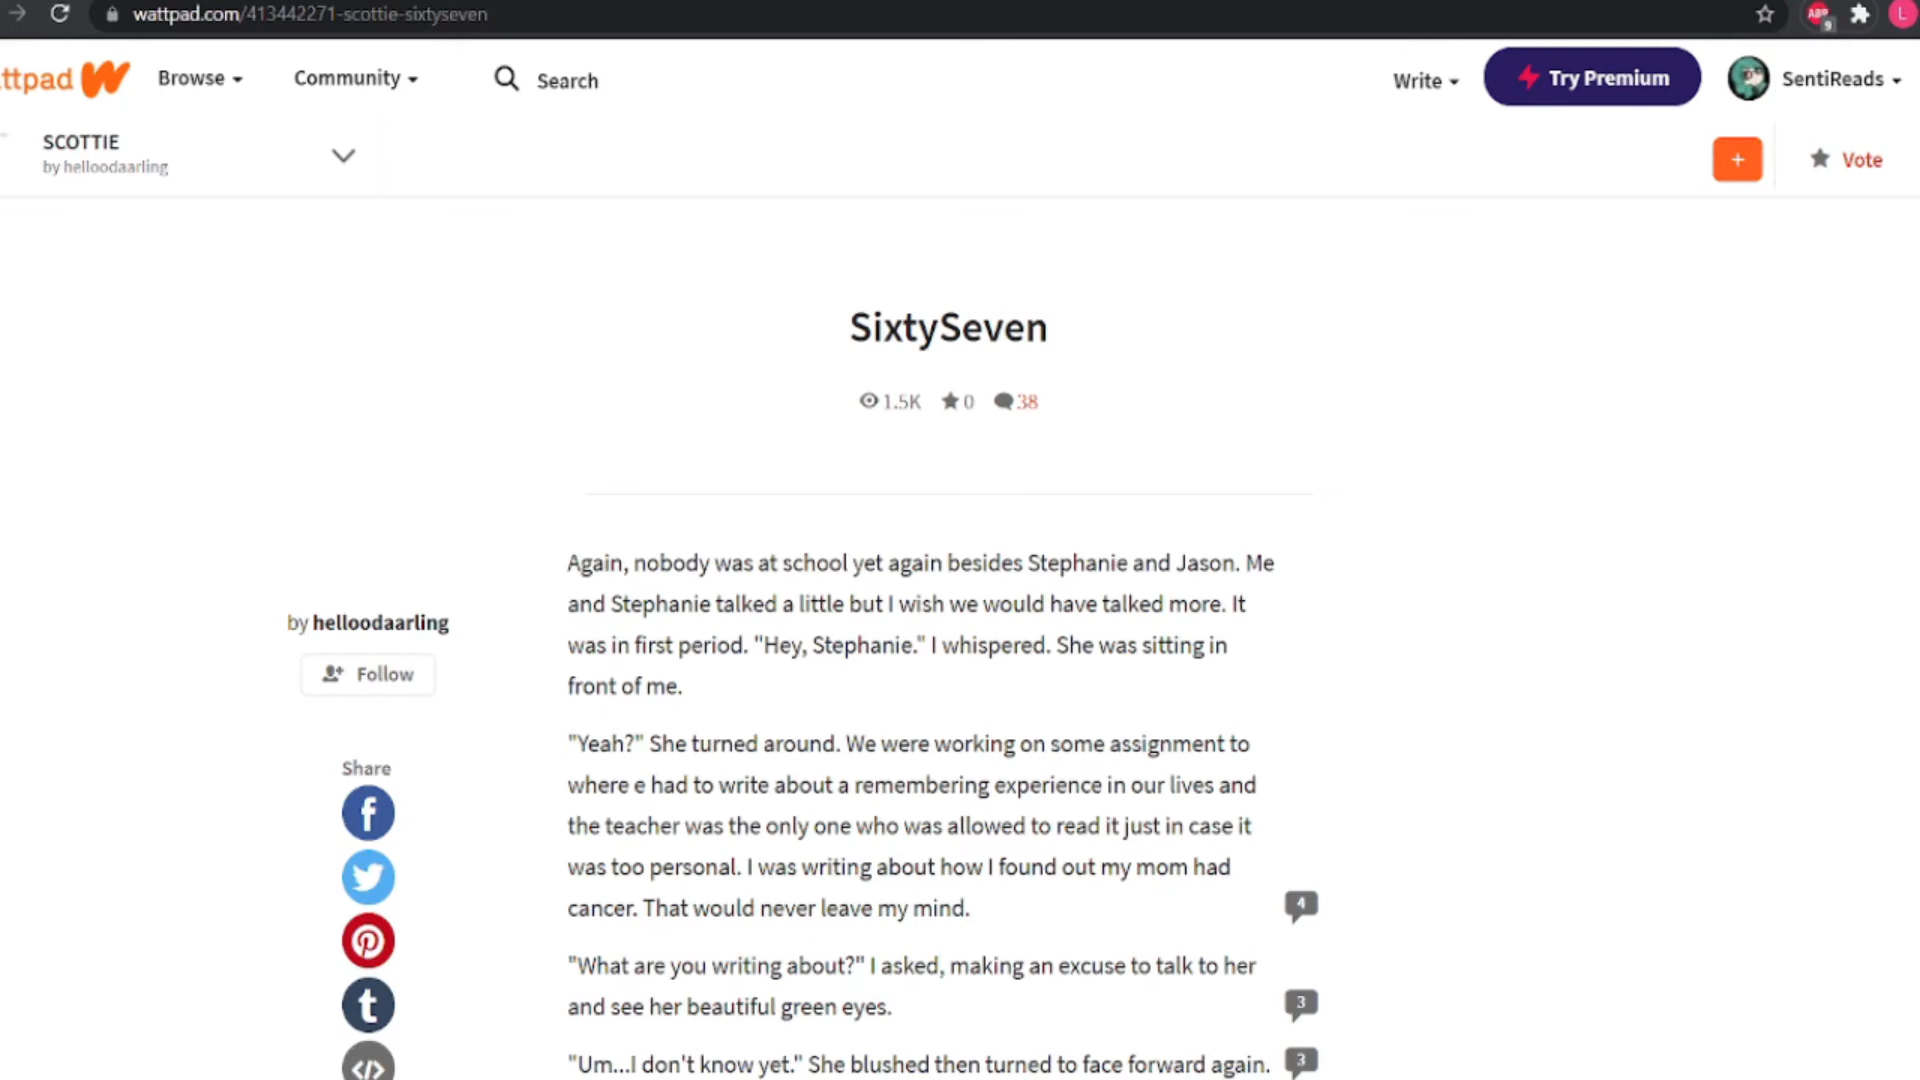 wattpad.com/413442271-scottie-sixtyseven
ABP
9
L
ttpad
Browse
Community
Search
Write
Try Premium
SentiReads
SCOTTIE
by helloodaarling
+
Vote
SixtySeven
1.5K 0 38
Again, nobody was at school yet again besides Stephanie and Jason. Me
and Stephanie talked a little but I wish we would have talked more. It
was in first period. "Hey, Stephanie." I whispered. She was sitting in
front of me.
by helloodaarling
Follow
Share
"Yeah?" She turned around. We were working on some assignment to
where e had to write about a remembering experience in our lives and
the teacher was the only one who was allowed to read it just in case it
was too personal. I was writing about how I found out my mom had
cancer. That would never leave my mind.
4
"What are you writing about?" I asked, making an excuse to talk to her
and see her beautiful green eyes.
3
"Um...I don't know yet." She blushed then turned to face forward again.
3